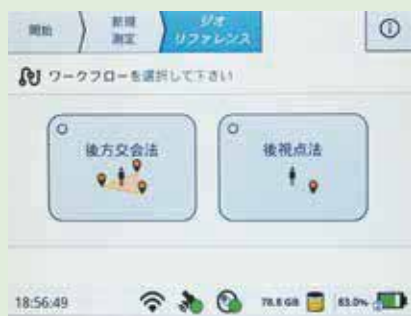 開始
新規
測定
ジオ
リファレンス
ワークフローを選択して下さい
後方交会法
後視点法
18:56:49
78.8 GB
83.0%